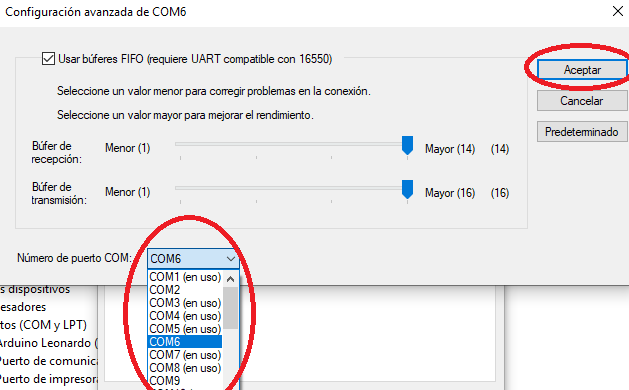 Configuración avanzada de COM6
Usar búferes FIFO (requiere UART compatible con 16550)
Aceptar
Seleccione un valor menor para corregir problemas en la conexión.
Cancelar
Seleccione un valor mayor para mejorar el rendimiento.
Predeterminado
Búfer de recepción: Menor (1) Mayor (14) (14)
Búfer de transmisión: Menor (1) Mayor (16) (16)
Número de puerto COM: COM6
COM1 (en uso)
COM2
COM3 (en uso)
COM4 (en uso)
COM5 (en uso)
COM6
COM7 (en uso)
COM8 (en uso)
COM9
s dispositivos
esadores
tos (COM y LPT)
Arduino Leonardo (
Puerto de comunica
Puerto de impresora